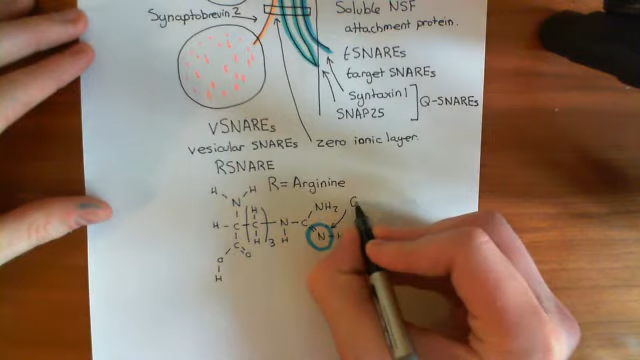 Synaptobrevin 2
Soluble NSF
attachment protein.
tSNAREs
target SNAREs
Syntaxin 1
SNAP25
Q-SNAREs
vSNAREs
vesicular SNAREs
zero ionic layer.
RSNARE
R = Arginine
H H
N
H - C - ( C ) 3 - N - C
H
H
H
NH2
N - H
C
O
O
H
G